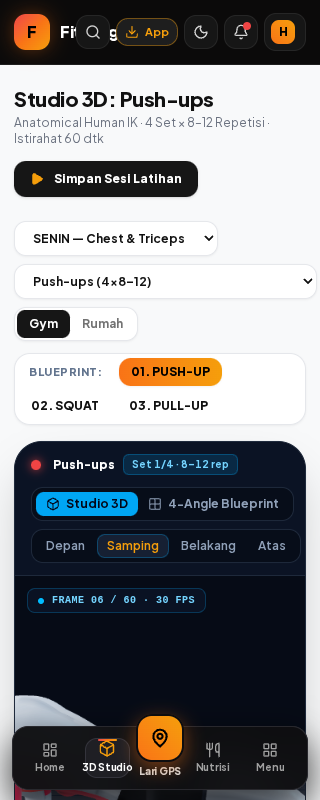 F
Fit
g
App
H
Studio 3D: Push-ups
Anatomical Human IK · 4 Set × 8–12 Repetisi ·
Istirahat 60 dtk
Simpan Sesi Latihan
SENIN — Chest & Triceps
Push-ups (4×8–12)
Gym Rumah
BLUEPRINT: 01. PUSH-UP
02. SQUAT 03. PULL-UP
Push-ups Set 1/4 · 8–12 rep
Studio 3D 4-Angle Blueprint
Depan Samping Belakang Atas
FRAME 06 / 60 · 30 FPS
Home 3D Studio Lari GPS Nutrisi Menu